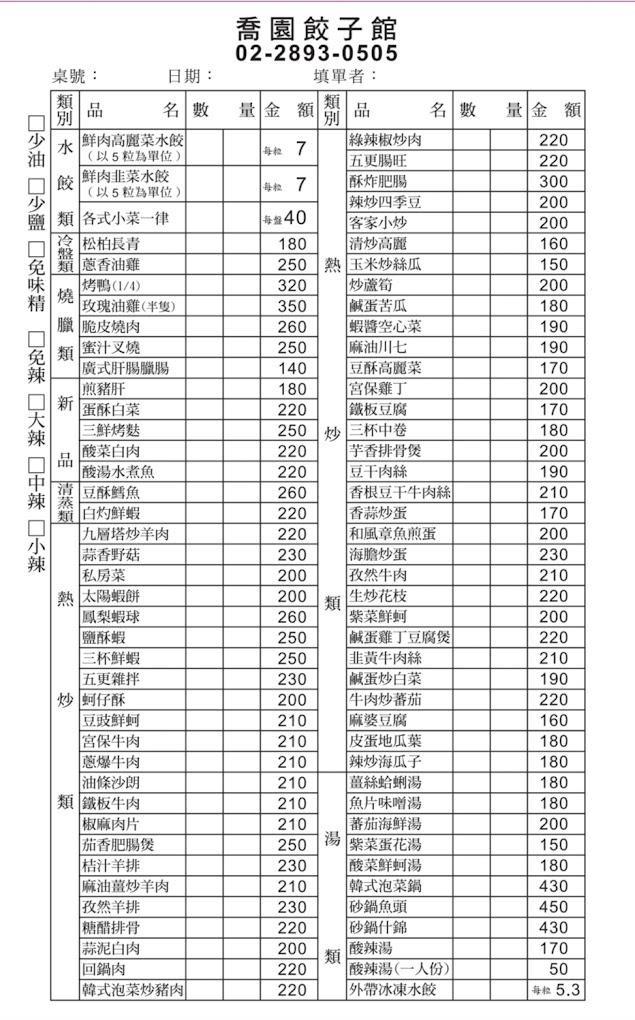 喬園餃子館
02-2893-0505
桌號： 日期： 填單者：
□少油 □少鹽 □免味精 □免辣 □大辣 □中辣 □小辣
類別 品名 數量 金額
水餃類
鮮肉高麗菜水餃（以5粒為單位） 每粒 7
鮮肉韭菜水餃（以5粒為單位） 每粒 7
各式小菜一律 每盤 40
冷盤類
松柏長青 180
蔥香油雞 250
燒臘類
烤鴨(1/4) 320
玫瑰油雞(半隻) 350
脆皮燒肉 260
蜜汁叉燒 250
廣式肝腸臘腸 140
新品
煎豬肝 180
蛋酥白菜 220
三鮮烤麩 250
酸菜白肉 220
酸湯水煮魚 220
清蒸類
豆酥鱈魚 260
白灼鮮蝦 220
熱炒類
九層塔炒羊肉 220
蒜香野菇 230
私房菜 200
太陽蝦餅 200
鳳梨蝦球 260
鹽酥蝦 250
三杯鮮蝦 250
五更雜拌 230
蚵仔酥 200
豆豉鮮蚵 210
宮保牛肉 210
蔥爆牛肉 210
油條沙朗 210
鐵板牛肉 210
椒麻肉片 210
茄香肥腸煲 250
桔汁羊排 230
麻油薑炒羊肉 210
孜然羊排 230
糖醋排骨 220
蒜泥白肉 200
回鍋肉 220
韓式泡菜炒豬肉 220
類別 品名 數量 金額
熱炒類
綠辣椒炒肉 220
五更腸旺 220
酥炸肥腸 300
辣炒四季豆 200
客家小炒 200
清炒高麗 160
玉米炒絲瓜 150
炒蘆筍 200
鹹蛋苦瓜 180
蝦醬空心菜 190
麻油川七 190
豆酥高麗菜 170
宮保雞丁 200
鐵板豆腐 170
三杯中卷 180
芋香排骨煲 200
豆干肉絲 190
香根豆干牛肉絲 210
香蒜炒蛋 170
和風章魚煎蛋 200
海膽炒蛋 230
孜然牛肉 210
生炒花枝 220
紫菜鮮蚵 200
鹹蛋雞丁豆腐煲 220
韭黃牛肉絲 210
鹹蛋炒白菜 190
牛肉炒蕃茄 220
麻婆豆腐 160
皮蛋地瓜葉 180
辣炒海瓜子 180
湯類
薑絲蛤蜊湯 180
魚片味噌湯 180
蕃茄海鮮湯 200
紫菜蛋花湯 150
酸菜鮮蚵湯 180
韓式泡菜鍋 430
砂鍋魚頭 450
砂鍋什錦 430
酸辣湯 170
酸辣湯(一人份) 50
外帶冰凍水餃 每粒 5.3